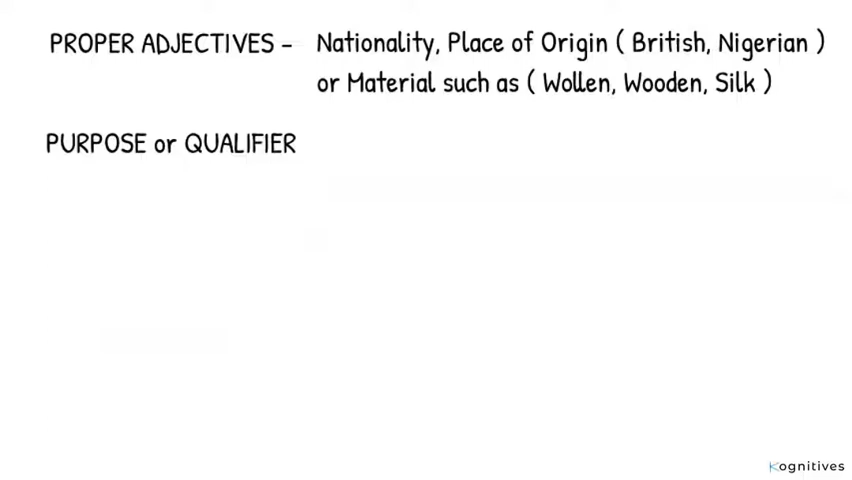 PROPER ADJECTIVES - Nationality, Place of Origin ( British, Nigerian )
or Material such as ( Wollen, Wooden, Silk )
PURPOSE or QUALIFIER
Kognitives